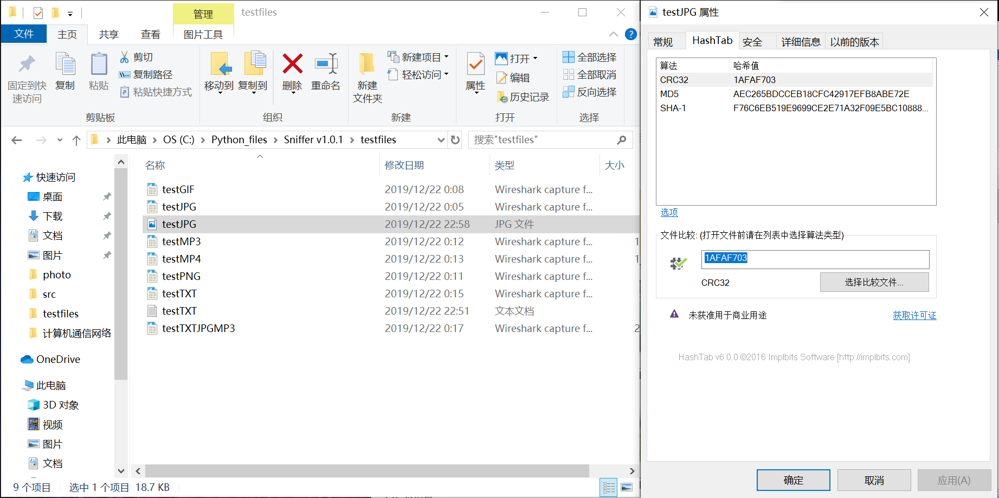 管理
testfiles
文件
主页
共享
查看
图片工具
固定到快
速访问
复制
粘贴
剪切
复制路径
粘贴快捷方式
剪贴板
移动到
复制到
删除
重命名
组织
新建
文件夹
新建项目
轻松访问
新建
属性
打开
编辑
历史记录
打开
全部选择
全部取消
反向选择
选择
此电脑 > OS (C:) > Python_files > Sniffer v1.0.1 > testfiles
搜索"testfiles"
快速访问
桌面
下载
文档
图片
photo
src
testfiles
计算机通信网络
OneDrive
此电脑
3D 对象
视频
图片
文档
名称 修改日期 类型 大小
testGIF 2019/12/22 0:08 Wireshark capture f...
testJPG 2019/12/22 0:05 Wireshark capture f...
testJPG 2019/12/22 22:58 JPG 文件
testMP3 2019/12/22 0:12 Wireshark capture f... 1
testMP4 2019/12/22 0:13 Wireshark capture f... 1
testPNG 2019/12/22 0:11 Wireshark capture f...
testTXT 2019/12/22 0:15 Wireshark capture f...
testTXT 2019/12/22 22:51 文本文档
testTXTJPGMP3 2019/12/22 0:17 Wireshark capture f... 2
9 个项目 选中 1 个项目 18.7 KB
testJPG 属性
常规 HashTab 安全 详细信息 以前的版本
算法 哈希值
CRC32 1AFAF703
MD5 AEC265BDCCEB18CFC42917EFB8ABE72E
SHA-1 F76C6EB519E9699CE2E71A32F09E5BC10888...
选项
文件比较: (打开文件前请在列表中选择算法类型)
1AFAF703
CRC32
选择比较文件...
未获准用于商业用途
获取许可证
HashTab v6.0.0 ©2016 Implbits Software [http://implbits.com]
确定
取消
应用(A)